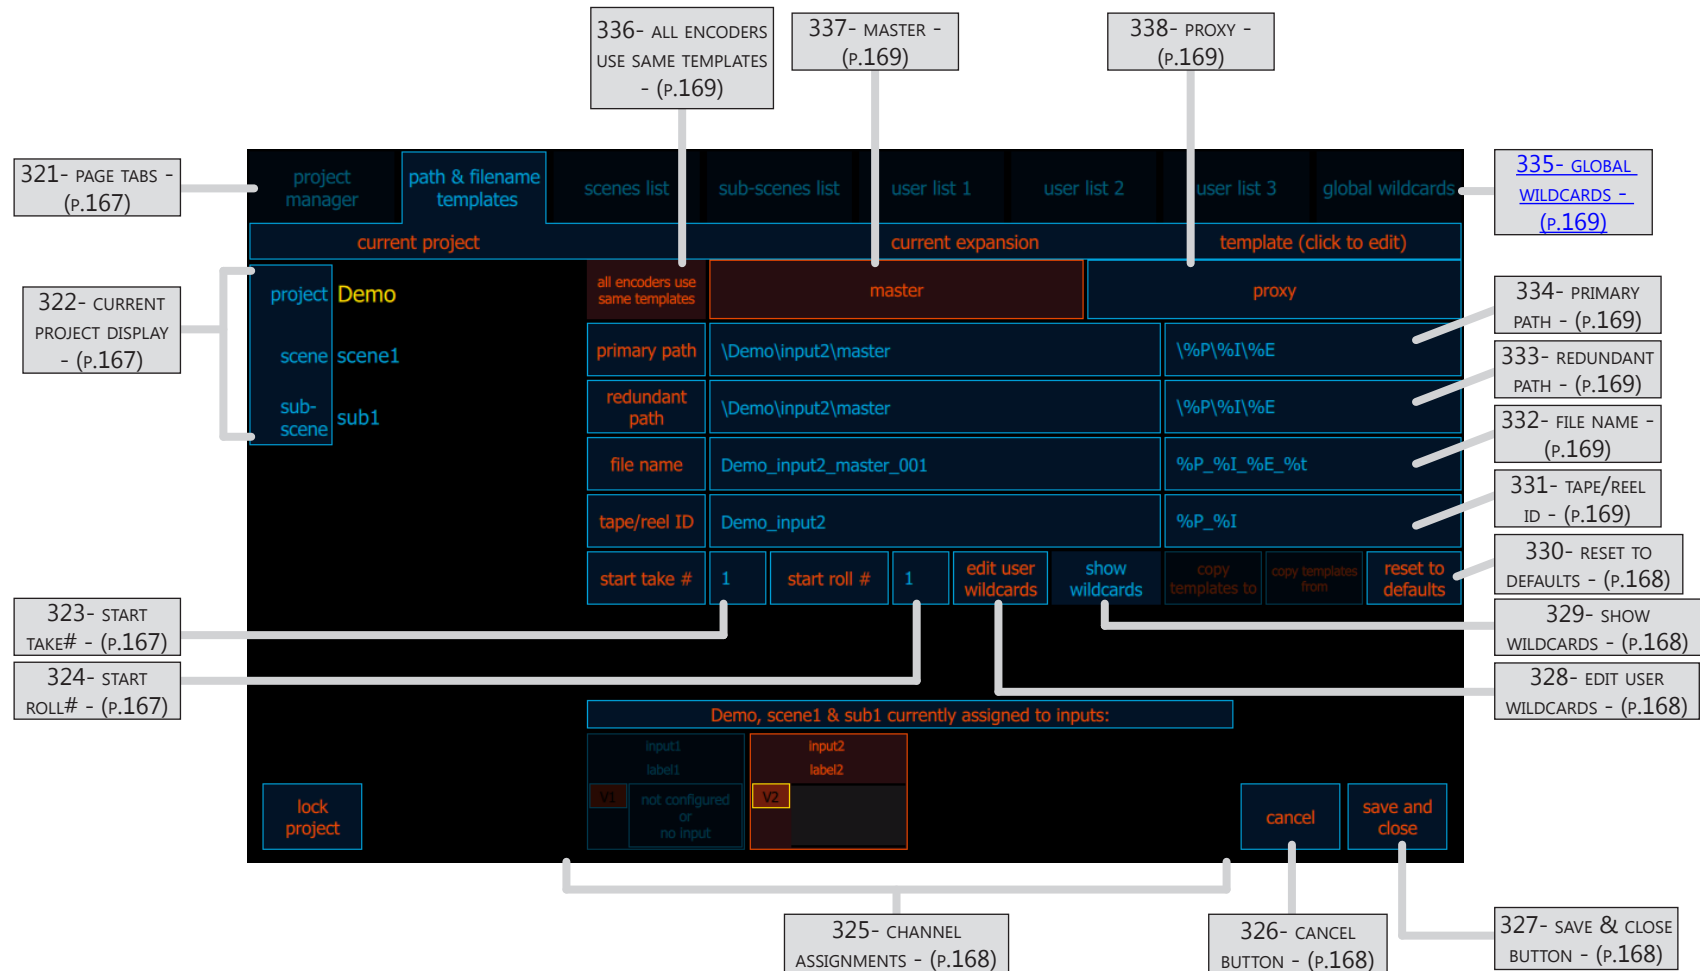 336- ALL ENCODERS
USE SAME TEMPLATES
- (P.169)
337- MASTER -
(P.169)
338- PROXY -
(P.169)
321- PAGE TABS -
(P.167)
project
manager
path & filename
templates
scenes list
sub-scenes list
user list 1
user list 2
user list 3
global wildcards
335- GLOBAL
WILDCARDS -
(P.169)
current project
current expansion
template (click to edit)
322- CURRENT
PROJECT DISPLAY
- (P.167)
project
Demo
scene
scene1
sub-
scene
sub1
all encoders use
same templates
master
proxy
primary path
\Demo\input2\master
\%P\%I\%E
334- PRIMARY
PATH - (P.169)
redundant
path
\Demo\input2\master
\%P\%I\%E
333- REDUNDANT
PATH - (P.169)
file name
Demo_input2_master_001
%P_%I_%E_%t
332- FILE NAME -
(P.169)
tape/reel ID
Demo_input2
%P_%I
331- TAPE/REEL
ID - (P.169)
start take #
1
start roll #
1
edit user
wildcards
show
wildcards
copy
templates to
copy templates
from
reset to
defaults
330- RESET TO
DEFAULTS - (P.168)
323- START
TAKE# - (P.167)
329- SHOW
WILDCARDS - (P.168)
324- START
ROLL# - (P.167)
328- EDIT USER
WILDCARDS - (P.168)
Demo, scene1 & sub1 currently assigned to inputs:
input1
label1
V1
not configured
or
no input
input2
label2
V2
lock
project
cancel
save and
close
325- CHANNEL
ASSIGNMENTS - (P.168)
326- CANCEL
BUTTON - (P.168)
327- SAVE & CLOSE
BUTTON - (P.168)